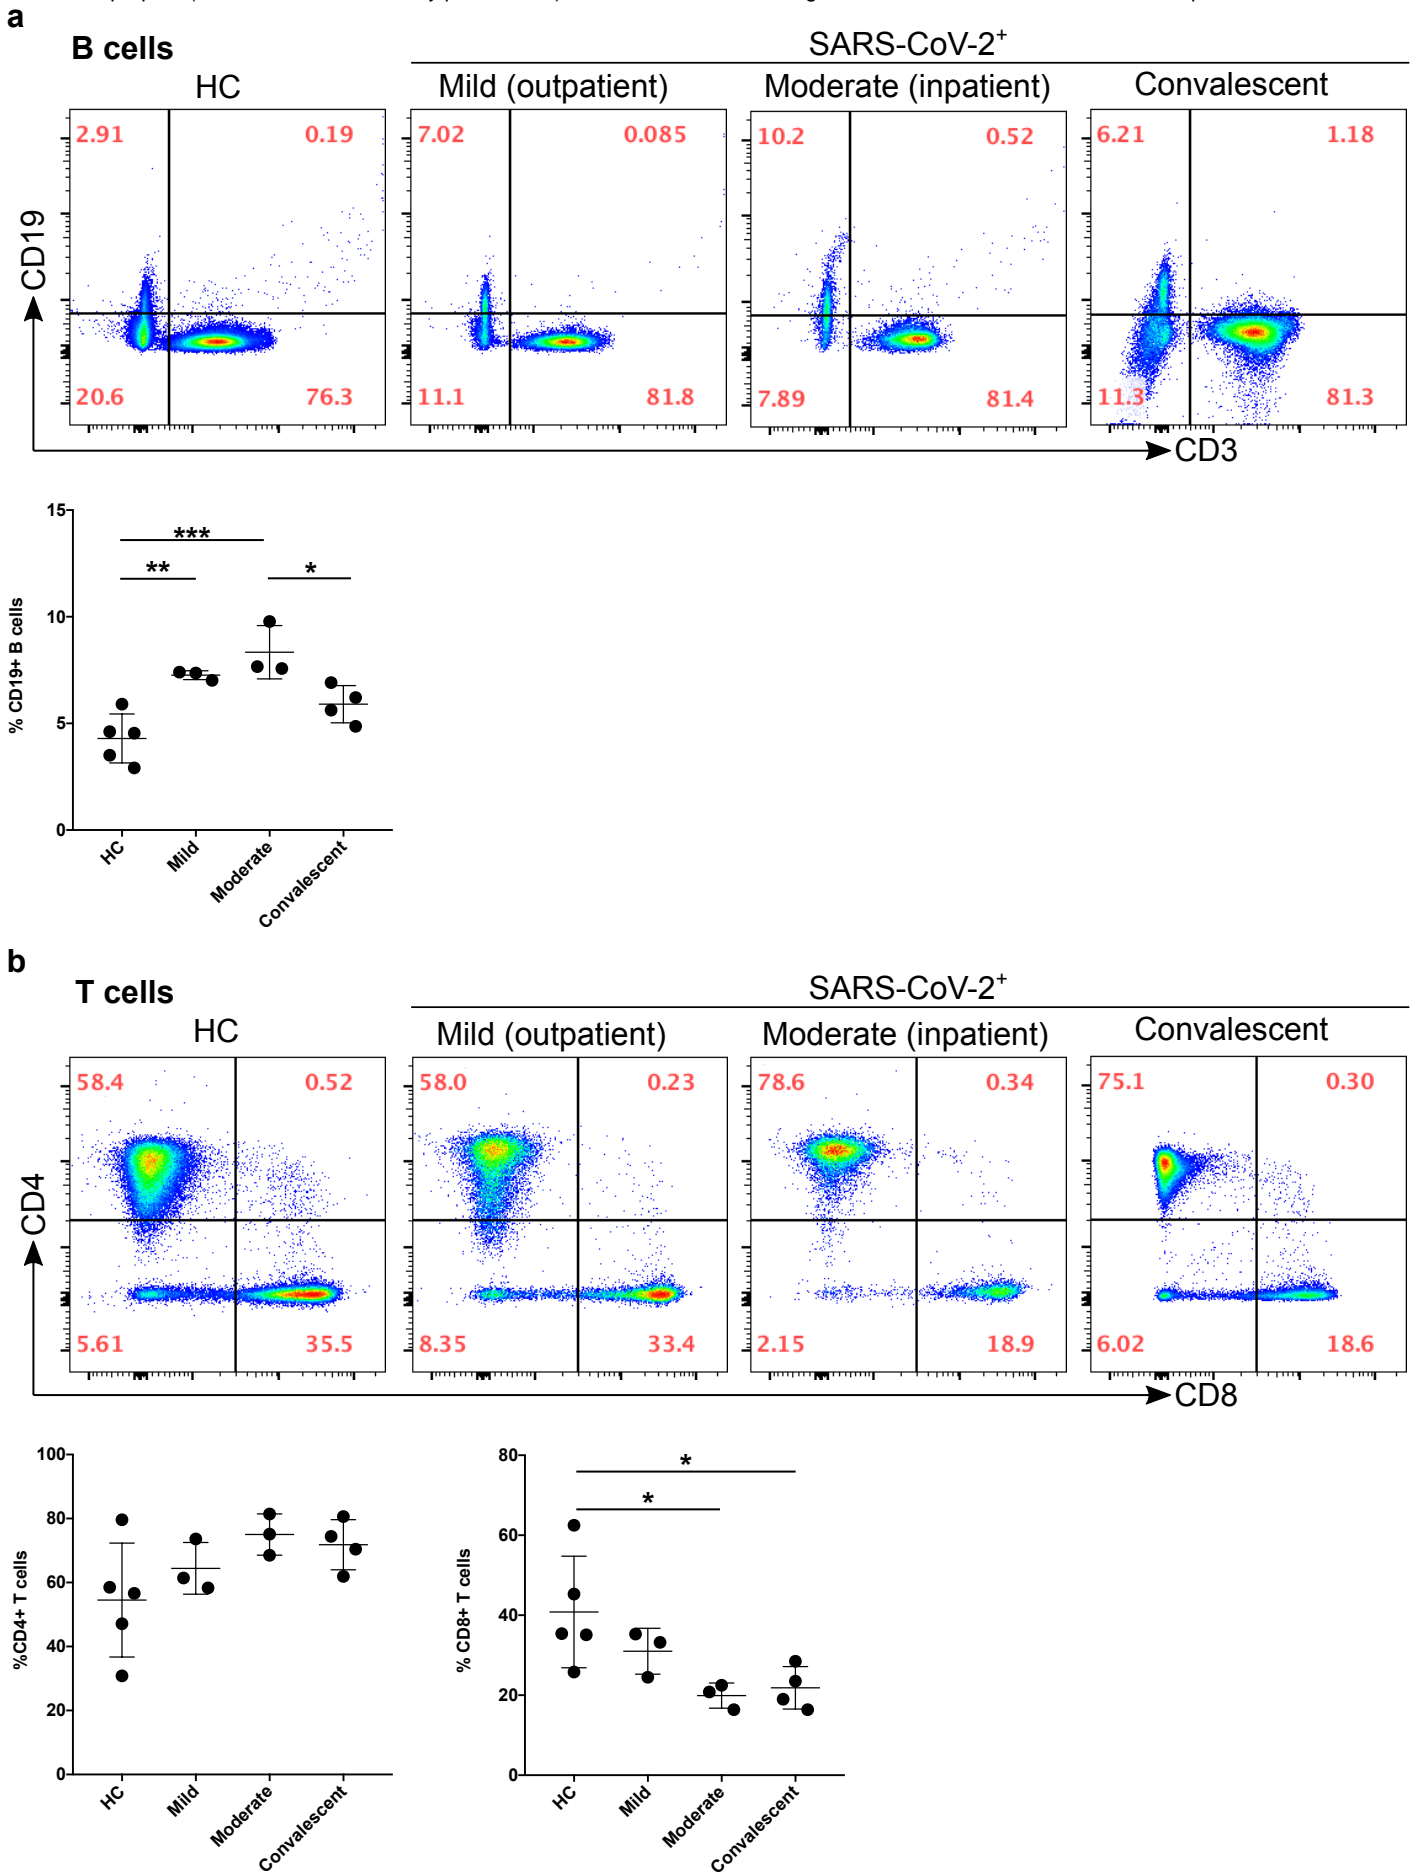 a
B cells
SARS-CoV-2+
HC
Mild (outpatient)
Moderate (inpatient)
Convalescent
2.91
0.19
7.02
0.085
10.2
0.52
6.21
1.18
CD19
20.6
76.3
11.1
81.8
7.89
81.4
11.3
81.3
CD3
15
10
5
0
% CD19+ B cells
***
**
*
HC
Mild
Moderate
Convalescent
b
T cells
SARS-CoV-2+
HC
Mild (outpatient)
Moderate (inpatient)
Convalescent
58.4
0.52
58.0
0.23
78.6
0.34
75.1
0.30
CD4
5.61
35.5
8.35
33.4
2.15
18.9
6.02
18.6
CD8
100
80
60
40
20
0
%CD4+ T cells
HC
Mild
Moderate
Convalescent
80
60
40
20
0
% CD8+ T cells
*
*
HC
Mild
Moderate
Convalescent